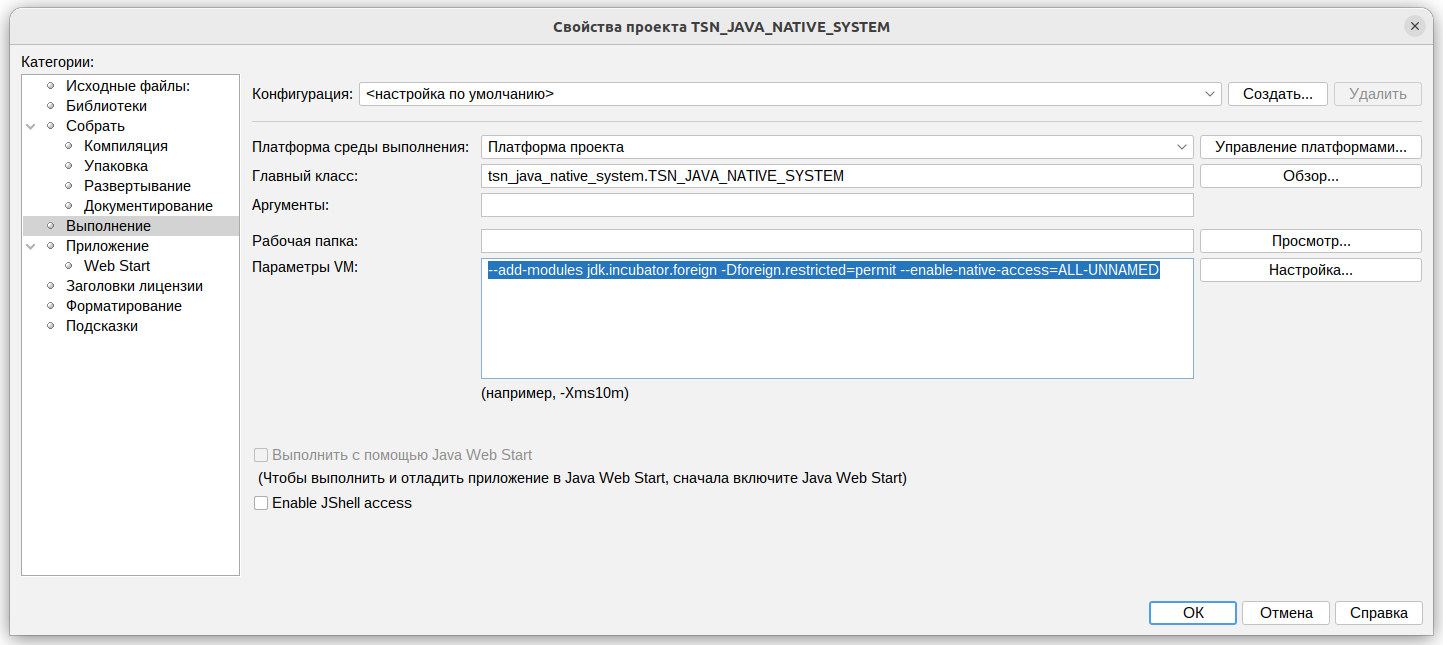 Свойства проекта TSN_JAVA_NATIVE_SYSTEM
Категории:
Исходные файлы:
Библиотеки
Собрать
Компиляция
Упаковка
Развертывание
Документирование
Выполнение
Приложение
Web Start
Заголовки лицензии
Форматирование
Подсказки
Конфигурация: <настройка по умолчанию> Создать... Удалить
Платформа среды выполнения: Платформа проекта Управление платформами...
Главный класс: tsn_java_native_system.TSN_JAVA_NATIVE_SYSTEM Обзор...
Аргументы:
Рабочая папка: Просмотр...
Параметры VM: --add-modules jdk.incubator.foreign -Dforeign.restricted=permit --enable-native-access=ALL-UNNAMED Настройка...
(например, -Xms10m)
Выполнить с помощью Java Web Start
(Чтобы выполнить и отладить приложение в Java Web Start, сначала включите Java Web Start)
Enable JShell access
ОК Отмена Справка